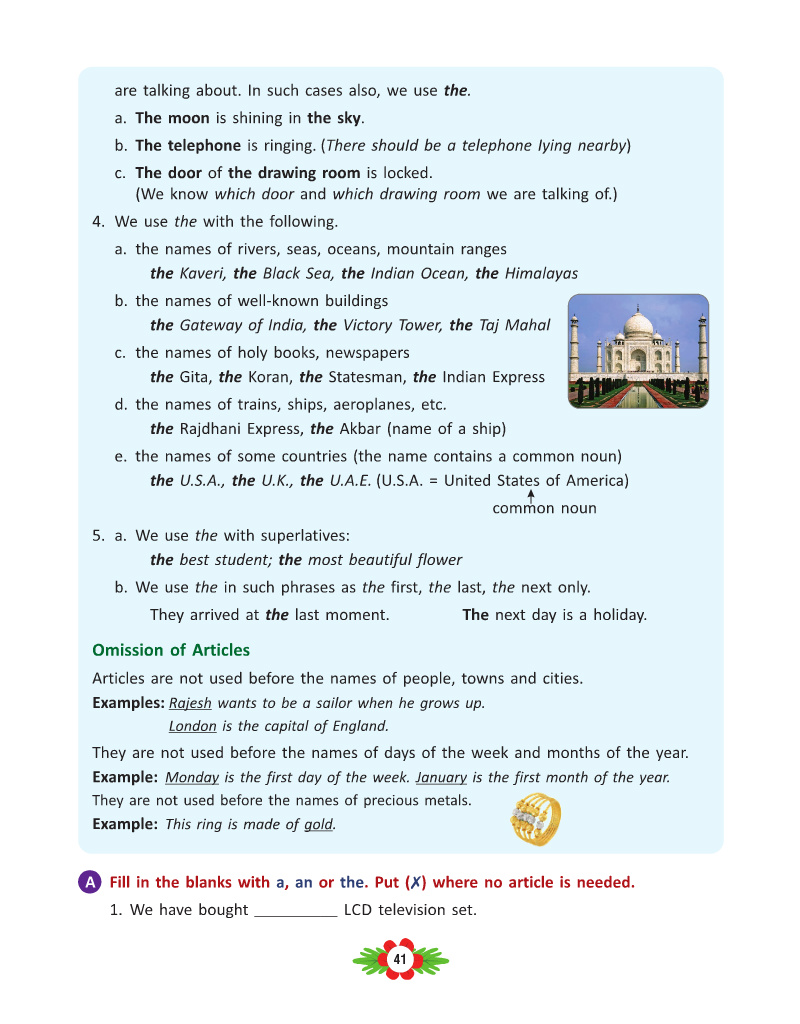 are talking about. In such cases also, we use the.
a. The moon is shining in the sky.
b. The telephone is ringing. (There should be a telephone Iying nearby)
c. The door of the drawing room is locked.
(We know which door and which drawing room we are talking of.)
4. We use the with the following.
a. the names of rivers, seas, oceans, mountain ranges
the Kaveri, the Black Sea, the Indian Ocean, the Himalayas
b. the names of well-known buildings
the Gateway of India, the Victory Tower, the Taj Mahal
c. the names of holy books, newspapers
the Gita, the Koran, the Statesman, the Indian Express
d. the names of trains, ships, aeroplanes, etc.
the Rajdhani Express, the Akbar (name of a ship)
e. the names of some countries (the name contains a common noun)
the U.S.A., the U.K., the U.A.E. (U.S.A. = United States of America)
common noun
5. a. We use the with superlatives:
the best student; the most beautiful flower
b. We use the in such phrases as the first, the last, the next only.
They arrived at the last moment. The next day is a holiday.
Omission of Articles
Articles are not used before the names of people, towns and cities.
Examples: Rajesh wants to be a sailor when he grows up.
London is the capital of England.
They are not used before the names of days of the week and months of the year.
Example: Monday is the first day of the week. January is the first month of the year.
They are not used before the names of precious metals.
Example: This ring is made of gold.
A Fill in the blanks with a, an or the. Put (✗) where no article is needed.
1. We have bought __________ LCD television set.
41